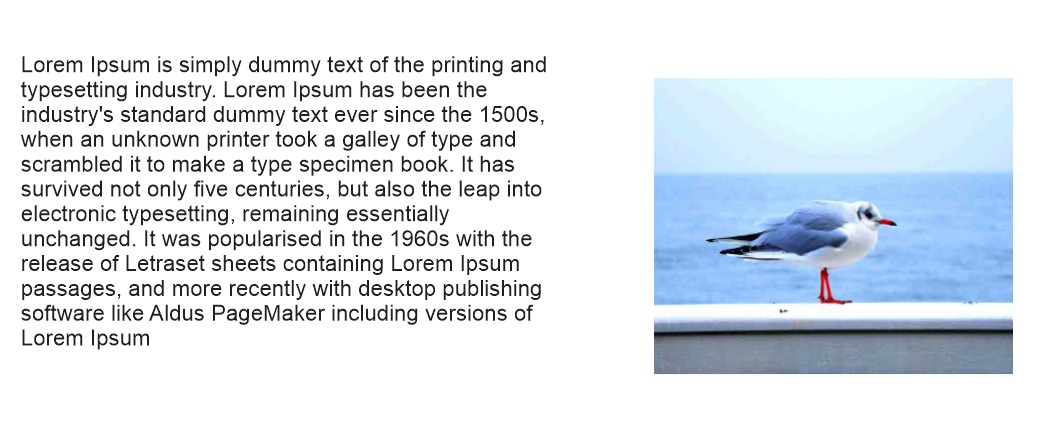 Lorem Ipsum is simply dummy text of the printing and
typesetting industry. Lorem Ipsum has been the
industry's standard dummy text ever since the 1500s,
when an unknown printer took a galley of type and
scrambled it to make a type specimen book. It has
survived not only five centuries, but also the leap into
electronic typesetting, remaining essentially
unchanged. It was popularised in the 1960s with the
release of Letraset sheets containing Lorem Ipsum
passages, and more recently with desktop publishing
software like Aldus PageMaker including versions of
Lorem Ipsum